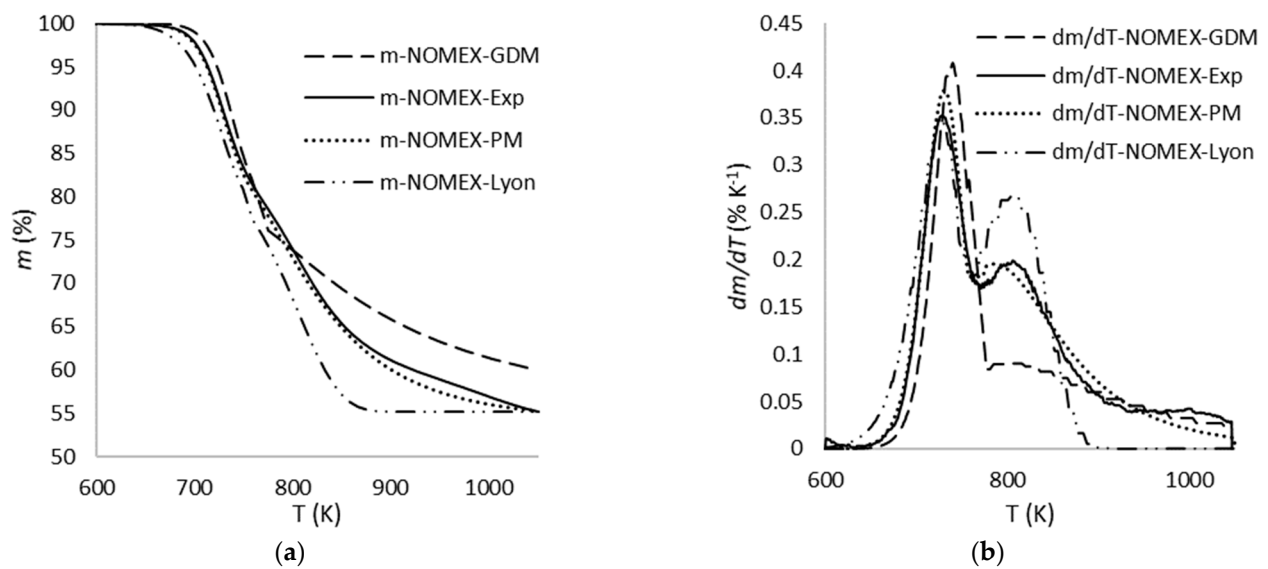 100
95
90
85
80
75
70
65
60
55
50
m (%)
600 700 800 900 1000
T (K)
m-NOMEX-GDM
m-NOMEX-Exp
m-NOMEX-PM
m-NOMEX-Lyon
(a)
0.45
0.4
0.35
0.3
0.25
0.2
0.15
0.1
0.05
0
dm/dT (% K⁻¹)
600 800 1000
T (K)
dm/dT-NOMEX-GDM
dm/dT-NOMEX-Exp
dm/dT-NOMEX-PM
dm/dT-NOMEX-Lyon
(b)